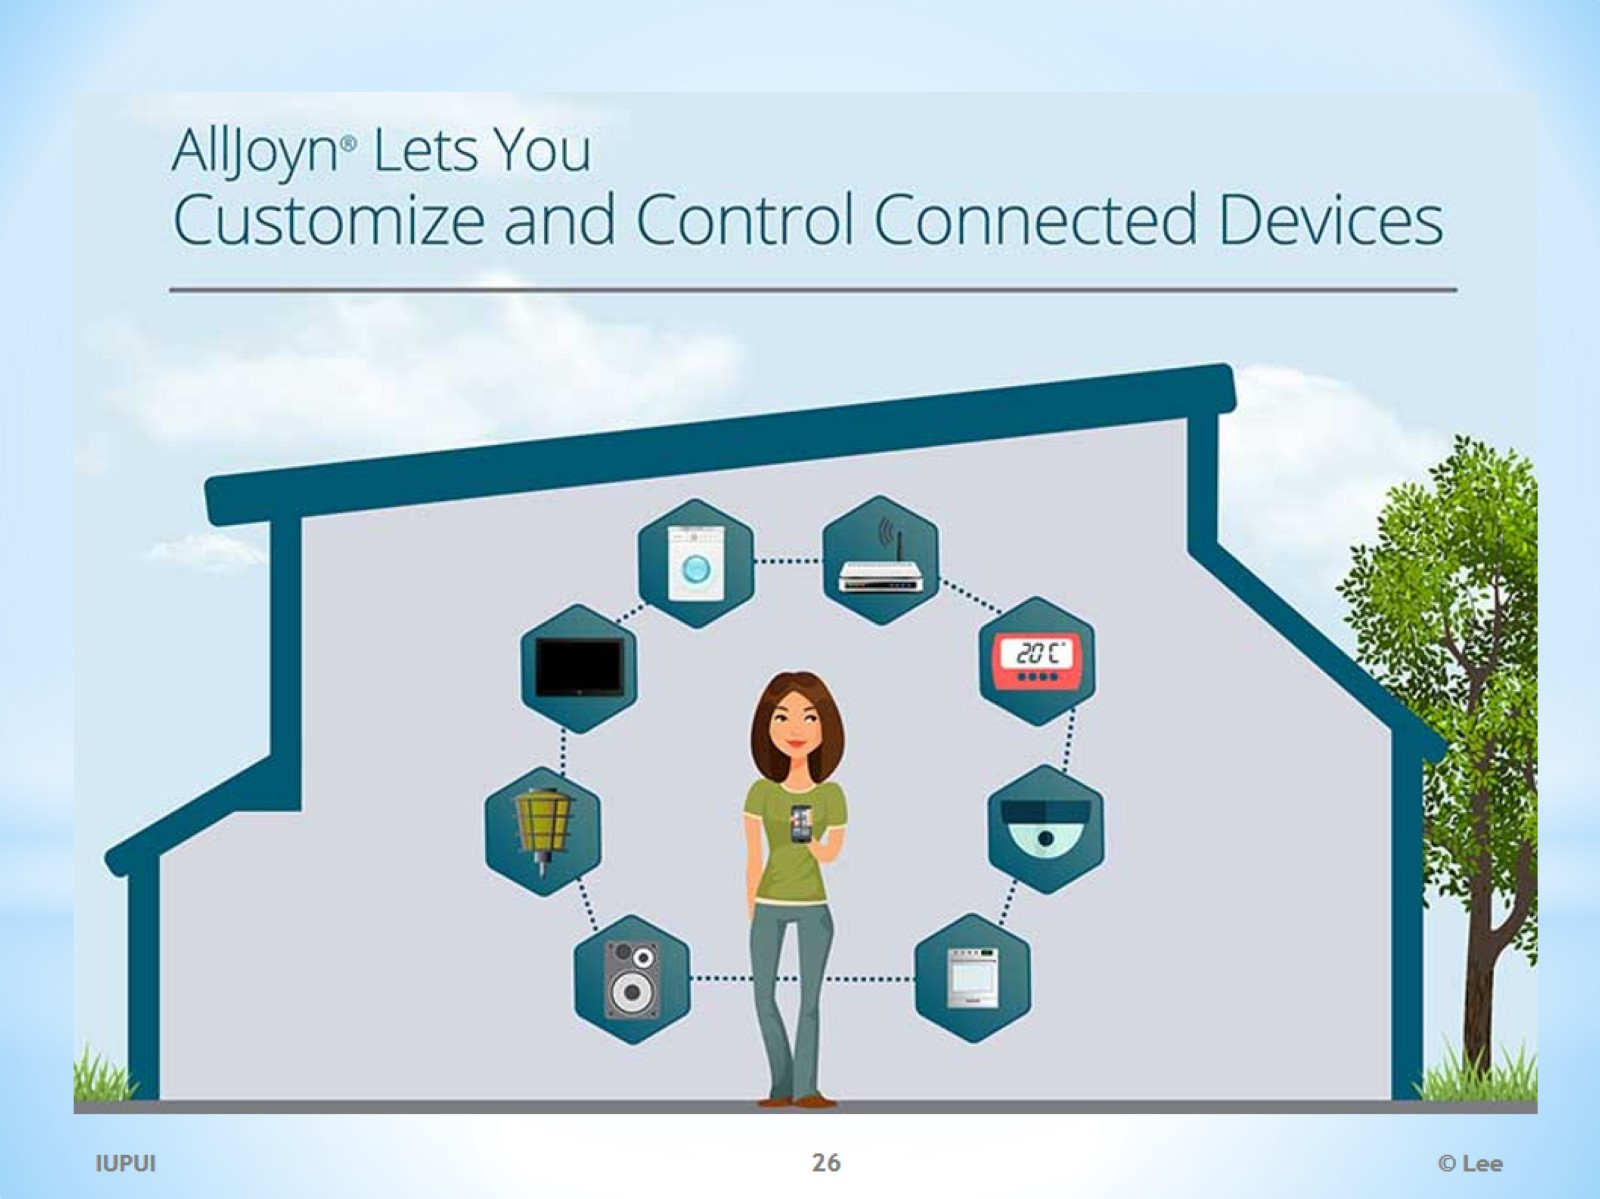 AllJoyn® Lets You
Customize and Control Connected Devices
20°C
IUPUI
26
© Lee